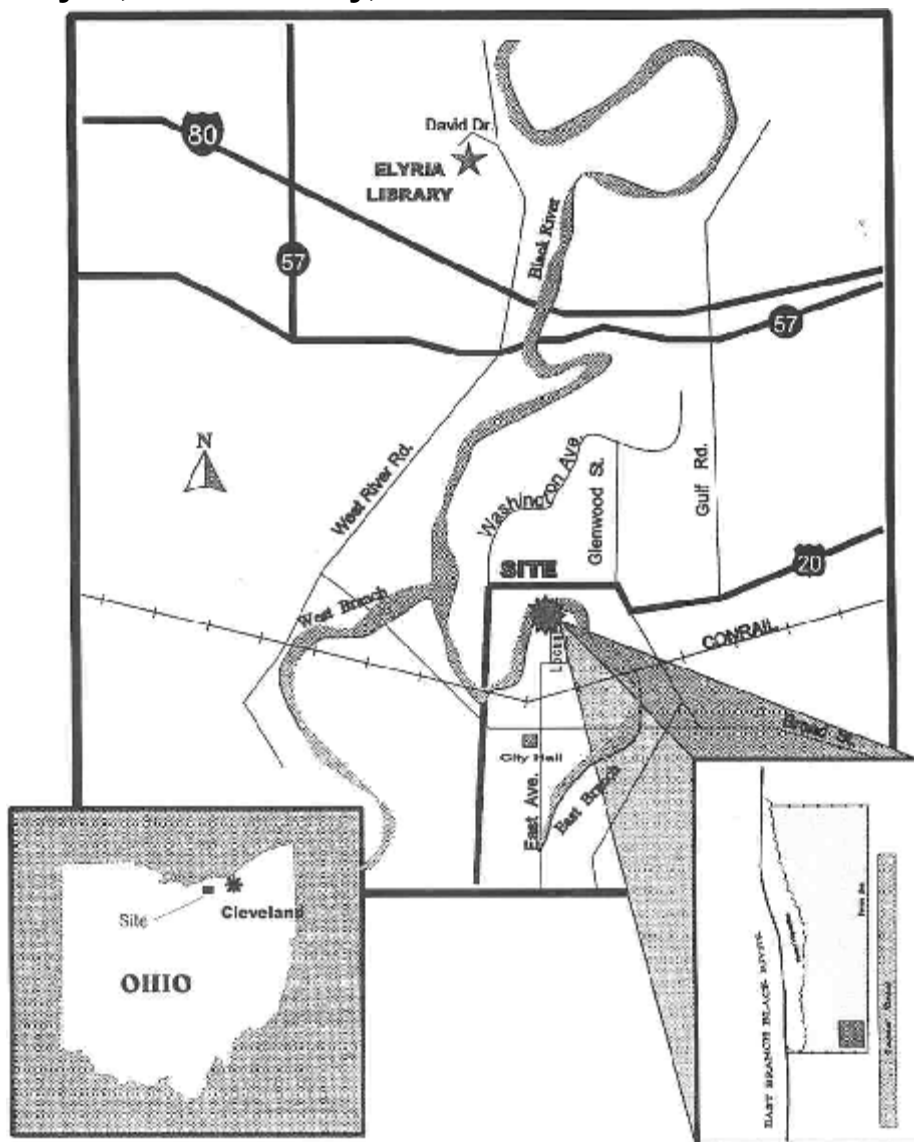 80
David Dr.
ELYRIA
LIBRARY
Black River
57
57
N
West River Rd.
Washington Ave.
Glenwood St.
Gulf Rd.
20
SITE
West Branch
CONRAIL
Broad St.
City Hall
East Ave.
East Branch
Site
Cleveland
OHIO
EAST BRANCH BLACK RIVER